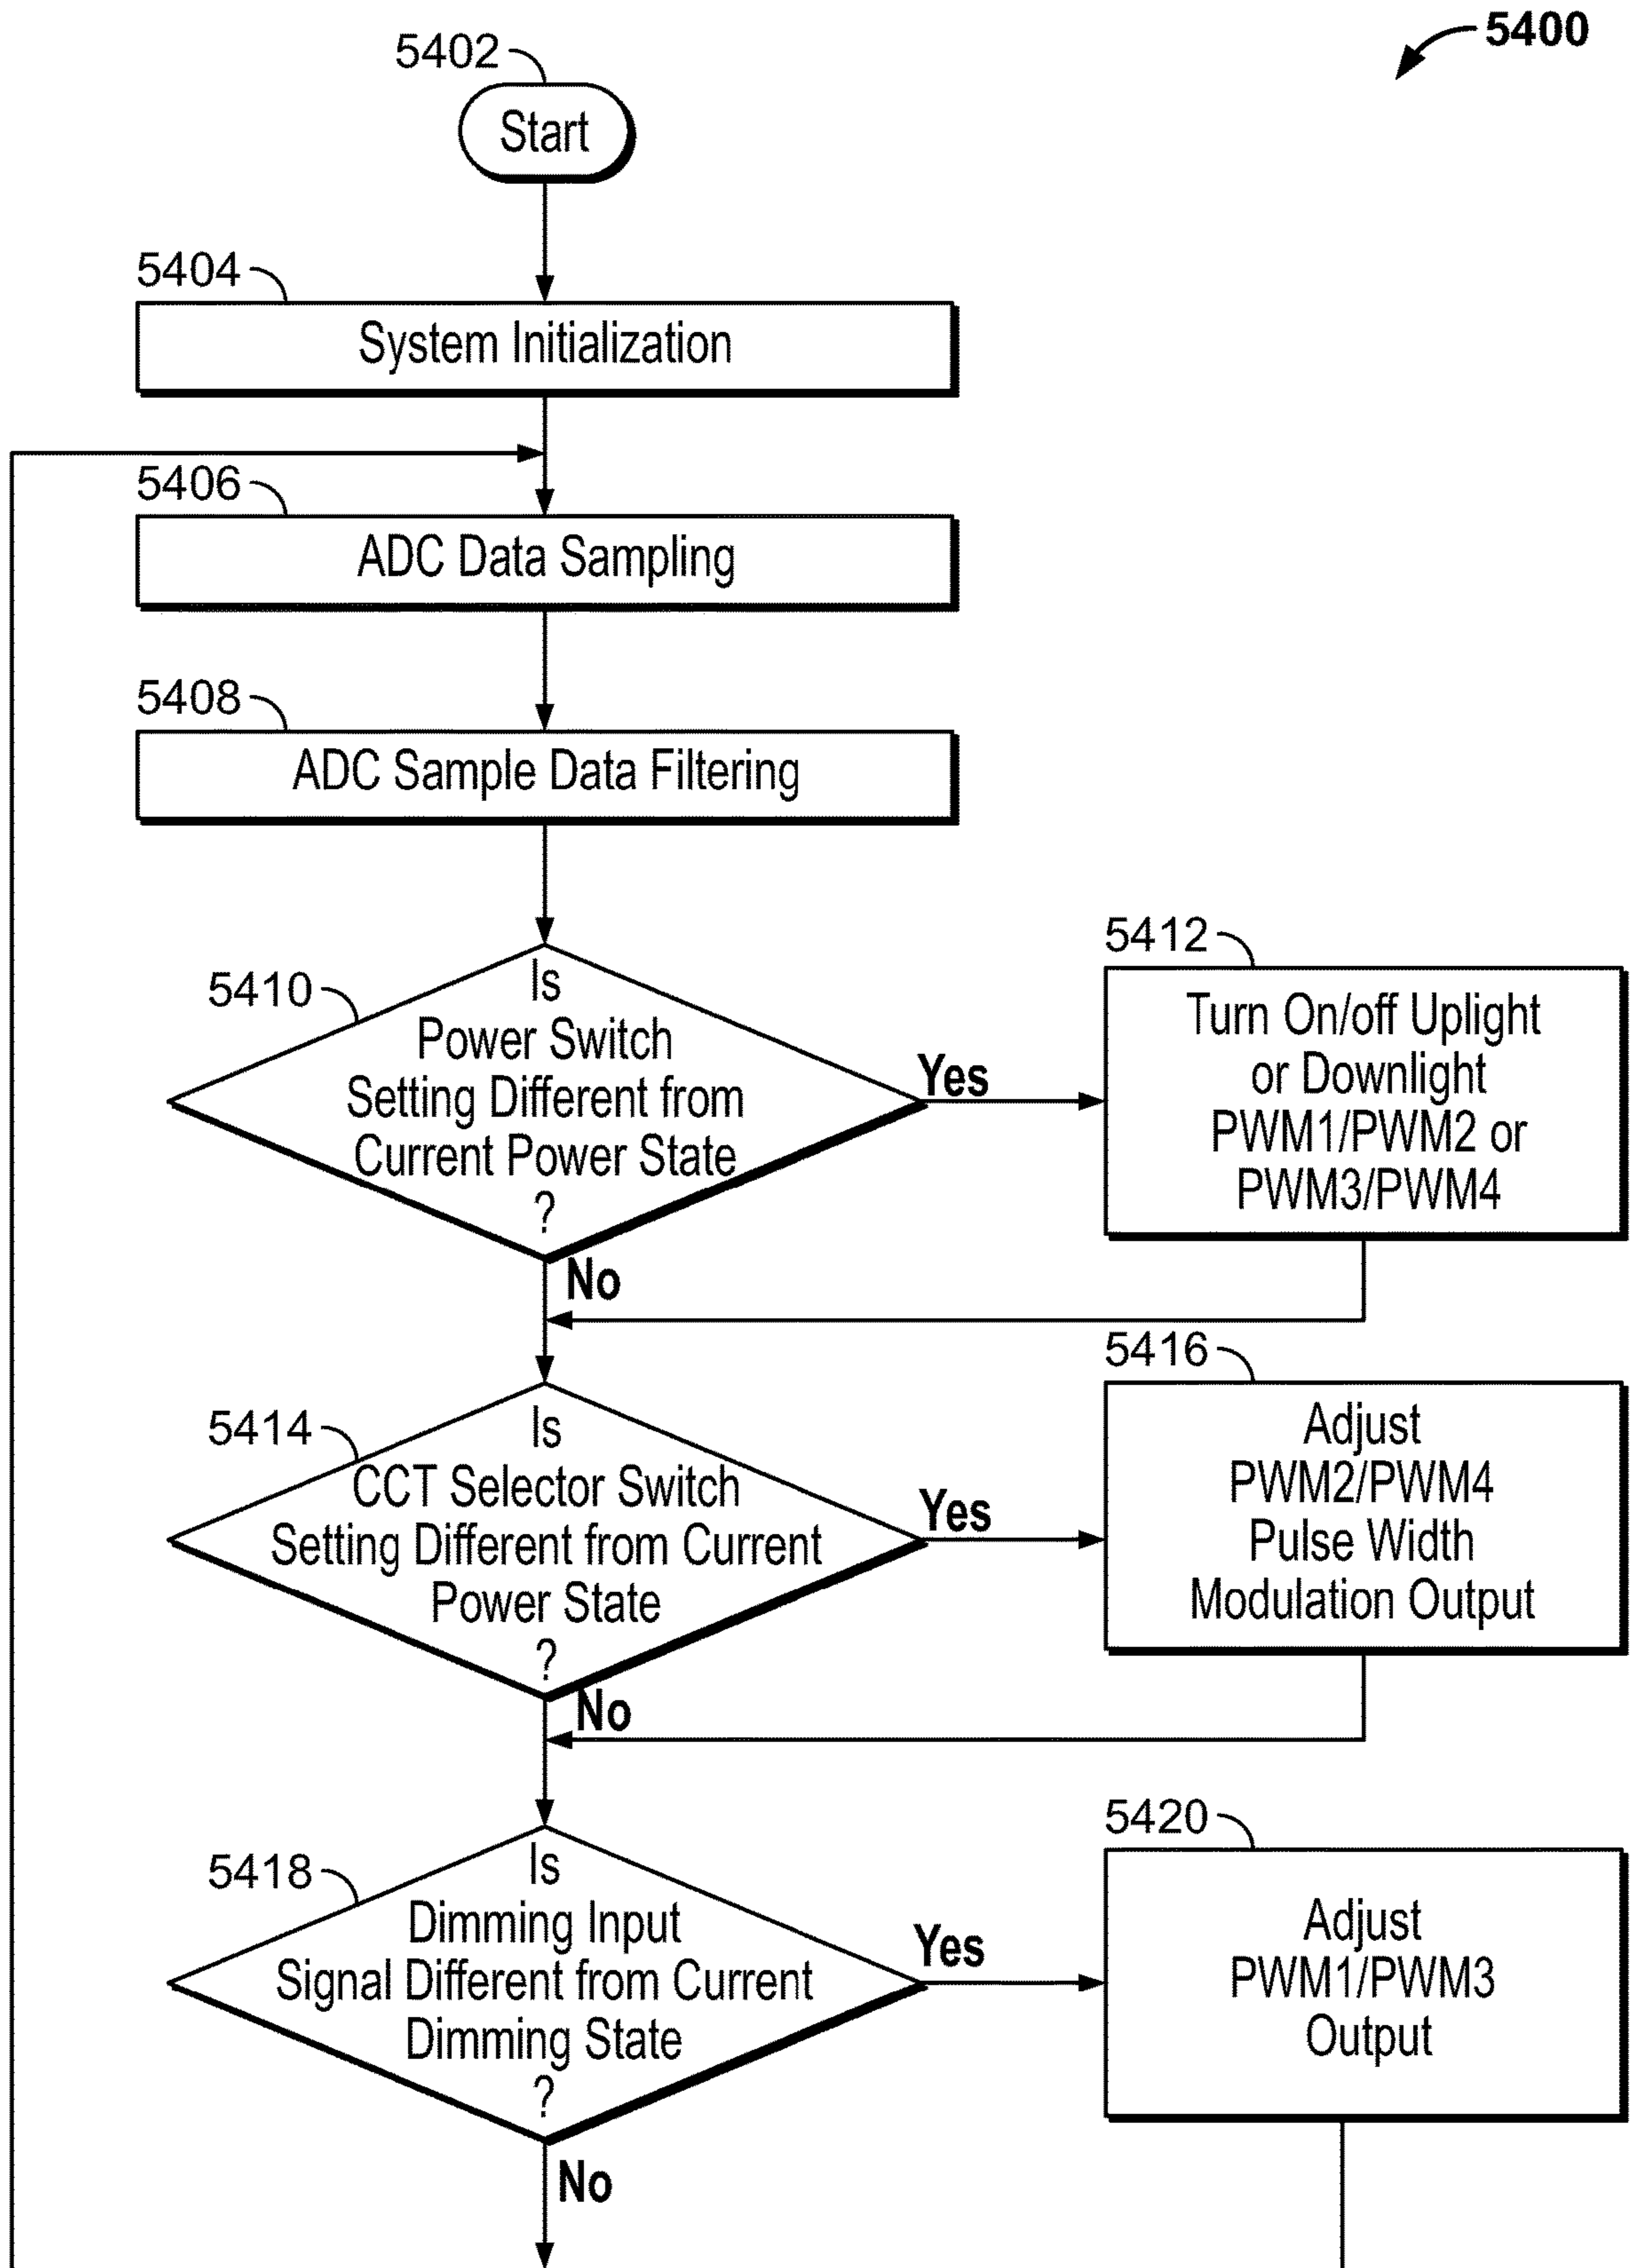 5400
5402
Start
5404
System Initialization
5406
ADC Data Sampling
5408
ADC Sample Data Filtering
5410
Is
Power Switch
Setting Different from
Current Power State
?
Yes
No
5412
Turn On/off Uplight
or Downlight
PWM1/PWM2 or
PWM3/PWM4
5414
Is
CCT Selector Switch
Setting Different from Current
Power State
?
Yes
No
5416
Adjust
PWM2/PWM4
Pulse Width
Modulation Output
5418
Is
Dimming Input
Signal Different from Current
Dimming State
?
Yes
No
5420
Adjust
PWM1/PWM3
Output